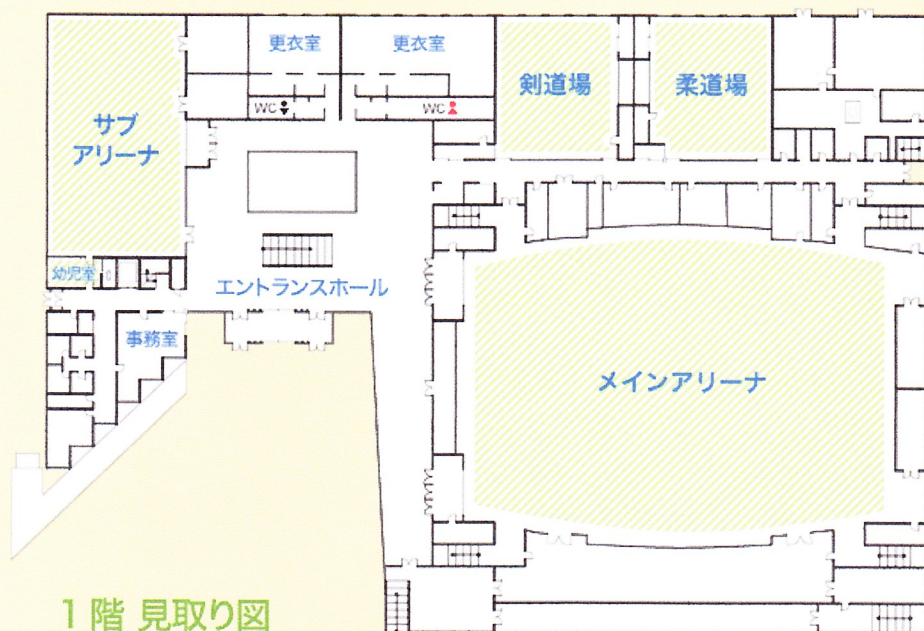 更衣室
更衣室
剣道場
柔道場
WC
WC
サブ
アリーナ
幼児室
エントランスホール
事務室
メインアリーナ
1階 見取り図